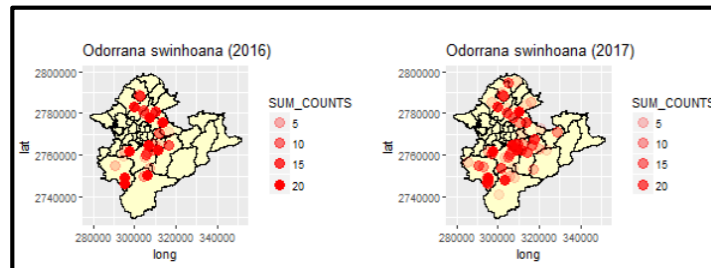 Odorrana swinhoana (2016)
2800000
2780000
2760000
2740000
lat
280000 300000 320000 340000
long
SUM_COUNTS
5
10
15
20
Odorrana swinhoana (2017)
2800000
2780000
2760000
2740000
lat
280000 300000 320000 340000
long
SUM_COUNTS
5
10
15
20